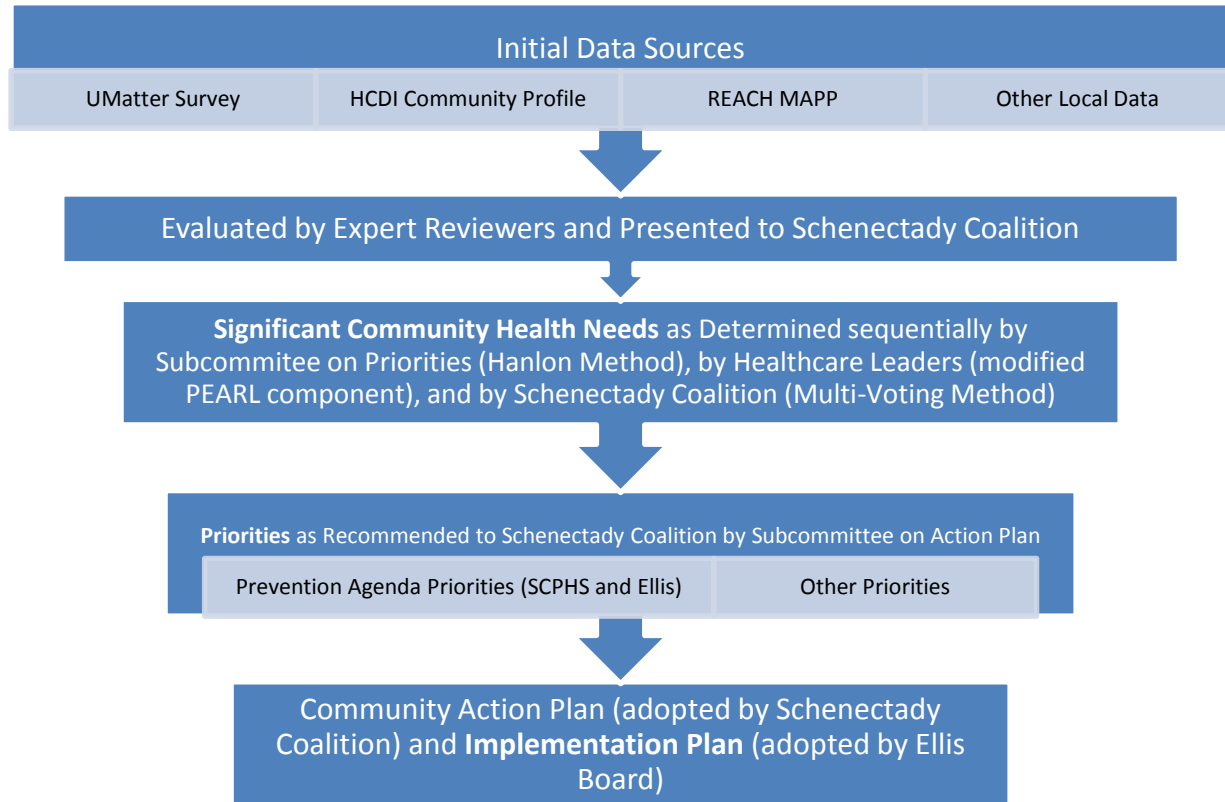 Initial Data Sources
UMatter Survey
HCDI Community Profile
REACH MAPP
Other Local Data
Evaluated by Expert Reviewers and Presented to Schenectady Coalition
Significant Community Health Needs as Determined sequentially by
Subcommitee on Priorities (Hanlon Method), by Healthcare Leaders (modified
PEARL component), and by Schenectady Coalition (Multi-Voting Method)
Priorities as Recommended to Schenectady Coalition by Subcommittee on Action Plan
Prevention Agenda Priorities (SCPHS and Ellis)
Other Priorities
Community Action Plan (adopted by Schenectady
Coalition) and Implementation Plan (adopted by Ellis
Board)